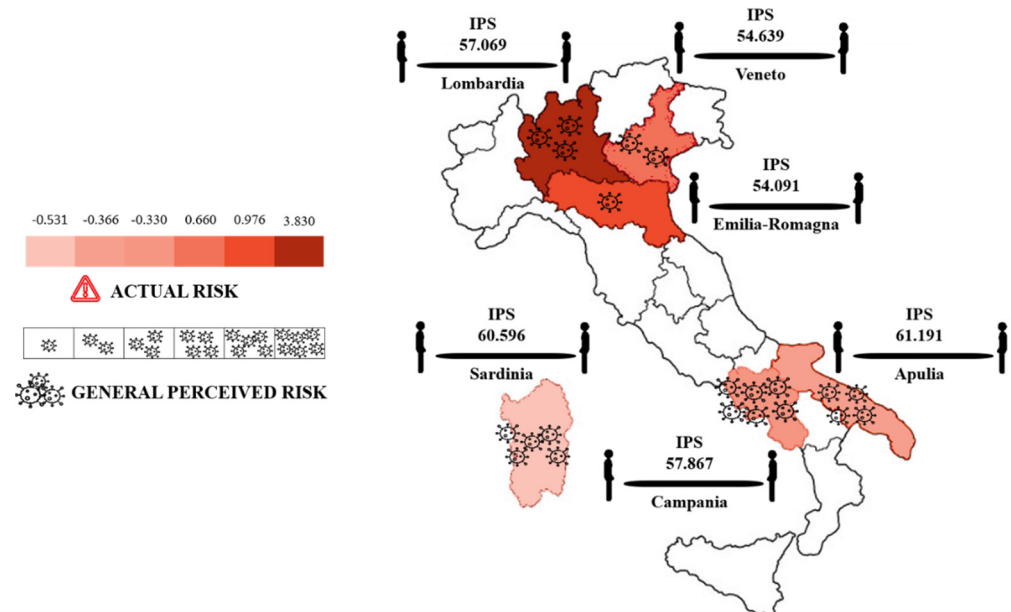 IPS
57.069
Lombardia
IPS
54.639
Veneto
IPS
54.091
Emilia-Romagna
-0.531 -0.366 -0.330 0.660 0.976 3.830
ACTUAL RISK
GENERAL PERCEIVED RISK
IPS
60.596
Sardinia
IPS
61.191
Apulia
IPS
57.867
Campania